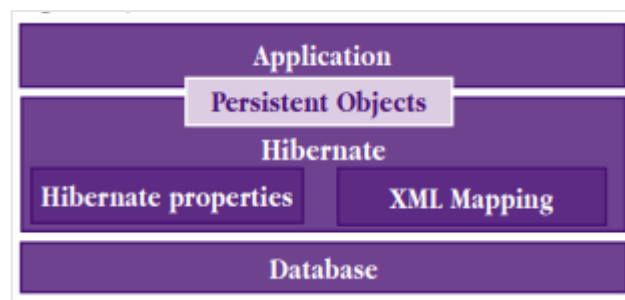 Application
Persistent Objects
Hibernate
Hibernate properties
XML Mapping
Database